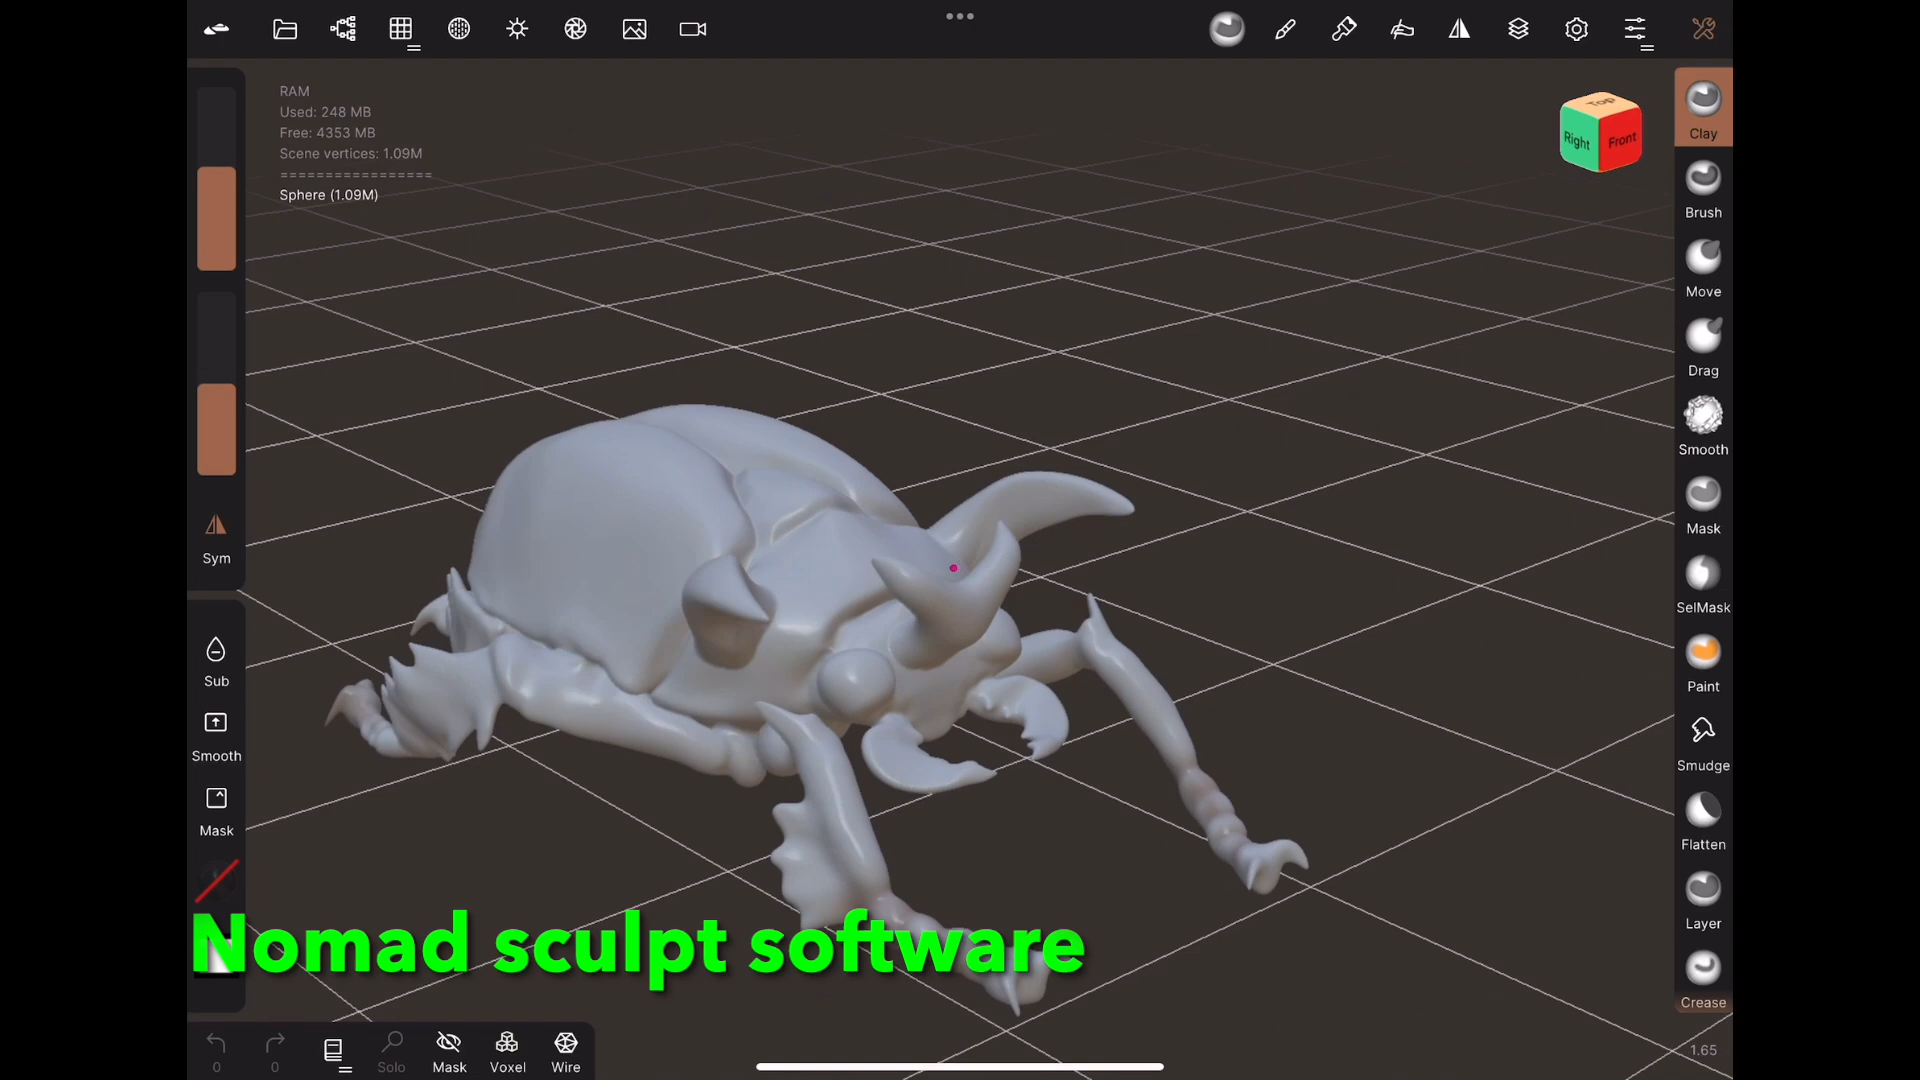 RAM
Used: 248 MB
Free: 4353 MB
Scene vertices: 1.09M
=================
Sphere (1.09M)
Top
Right
Front
Clay
Brush
Move
Drag
Smooth
Mask
SelMask
Paint
Smudge
Flatten
Layer
Crease
1.65
Sym
Sub
Smooth
Mask
Nomad sculpt software
0
0
Solo
Mask
Voxel
Wire